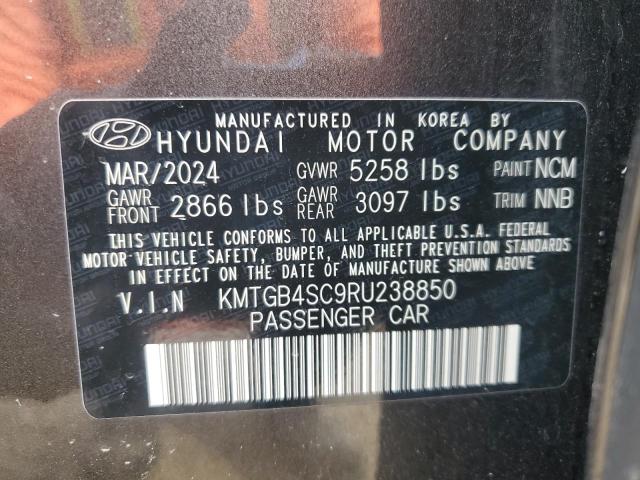 MANUFACTURED IN KOREA BY
HYUNDAI MOTOR COMPANY
MAR/2024 GVWR 5258 lbs PAINT NCM
GAWR FRONT 2866 lbs GAWR REAR 3097 lbs TRIM NNB
THIS VEHICLE CONFORMS TO ALL APPLICABLE U.S.A. FEDERAL
MOTOR VEHICLE SAFETY, BUMPER, AND THEFT PREVENTION STANDARDS
IN EFFECT ON THE DATE OF MANUFACTURE SHOWN ABOVE
V.I.N KMTGB4SC9RU238850
PASSENGER CAR